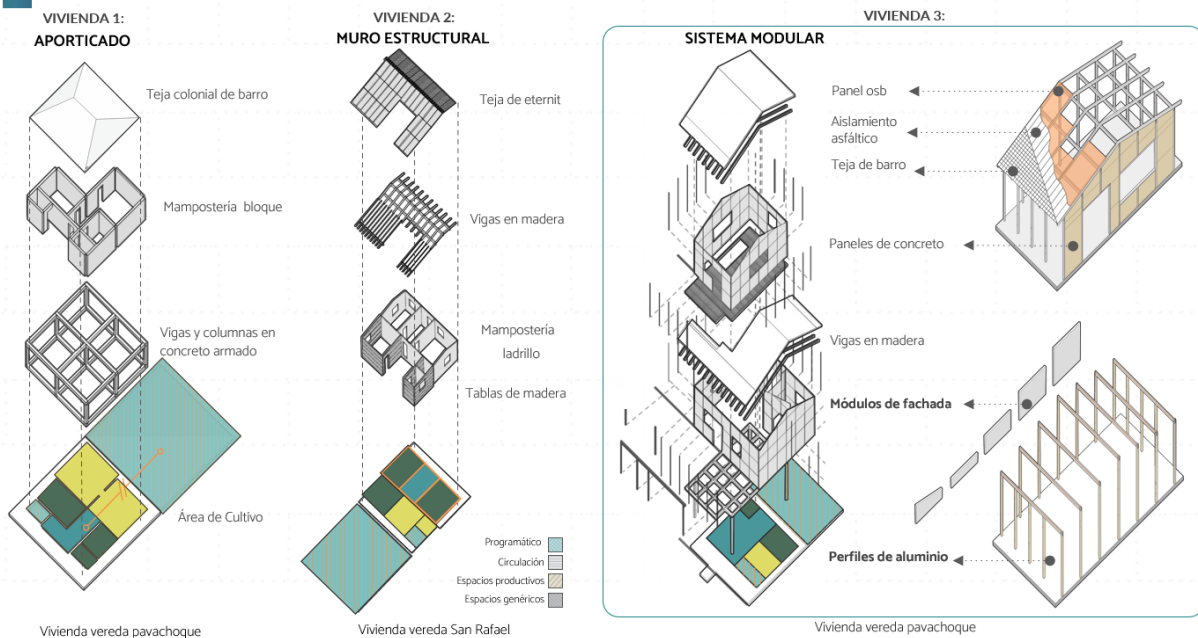 VIVIENDA 1:
APORTICADO
Teja colonial de barro
Mampostería bloque
Vigas y columnas en
concreto armado
Área de Cultivo
Vivienda vereda pavachoque
VIVIENDA 2:
MURO ESTRUCTURAL
Teja de eternit
Vigas en madera
Mampostería
ladrillo
Tablas de madera
Programático
Circulación
Espacios productivos
Espacios genéricos
Vivienda vereda San Rafael
VIVIENDA 3:
SISTEMA MODULAR
Panel osb
Aislamiento
asfáltico
Teja de barro
Paneles de concreto
Vigas en madera
Módulos de fachada
Perfiles de aluminio
Vivienda vereda pavachoque